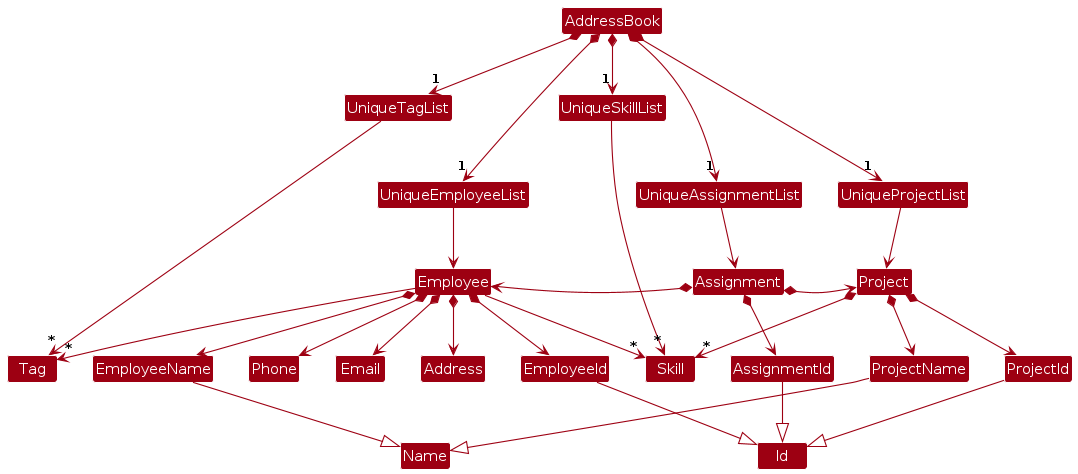 AddressBook
1
1
UniqueTagList
UniqueSkillList
1
1
1
UniqueEmployeeList
UniqueAssignmentList
UniqueProjectList
Employee
Assignment
Project
*
*
*
*
*
Tag
EmployeeName
Phone
Email
Address
EmployeeId
Skill
AssignmentId
ProjectName
ProjectId
Name
Id